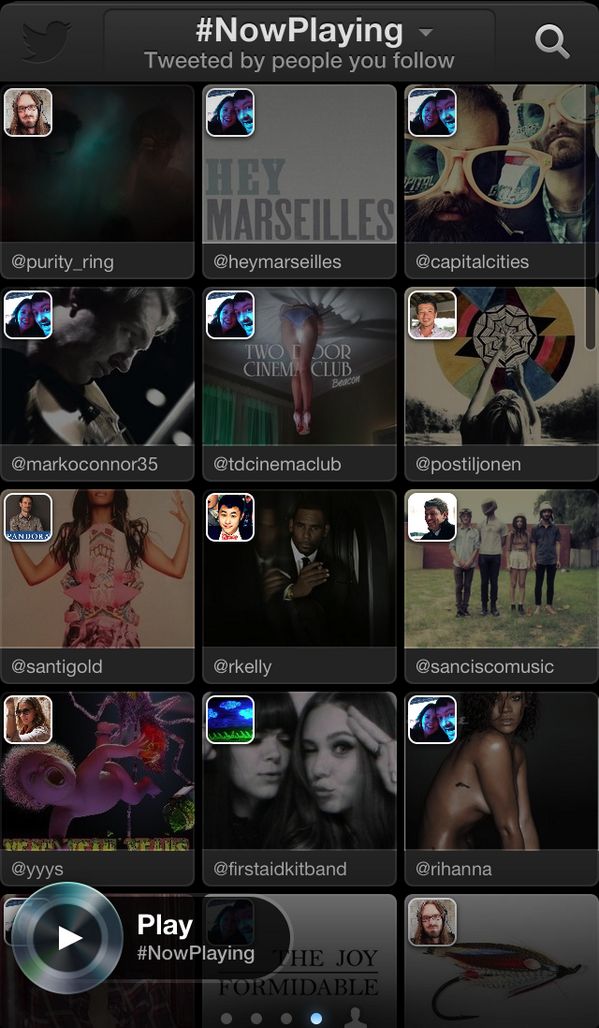 #NowPlaying
Tweeted by people you follow
HEY
MARSEILLES
@purity_ring
@heymarseilles
@capitalcities
TWO DOOR
CINEMA CLUB
Beacon
@markoconnor35
@tdcinemaclub
@postiljonen
PANDORA
@santigold
@rkelly
@sanciscomusic
@yyys
@firstaidkitband
@rihanna
Play
#NowPlaying
THE JOY
FORMIDABLE